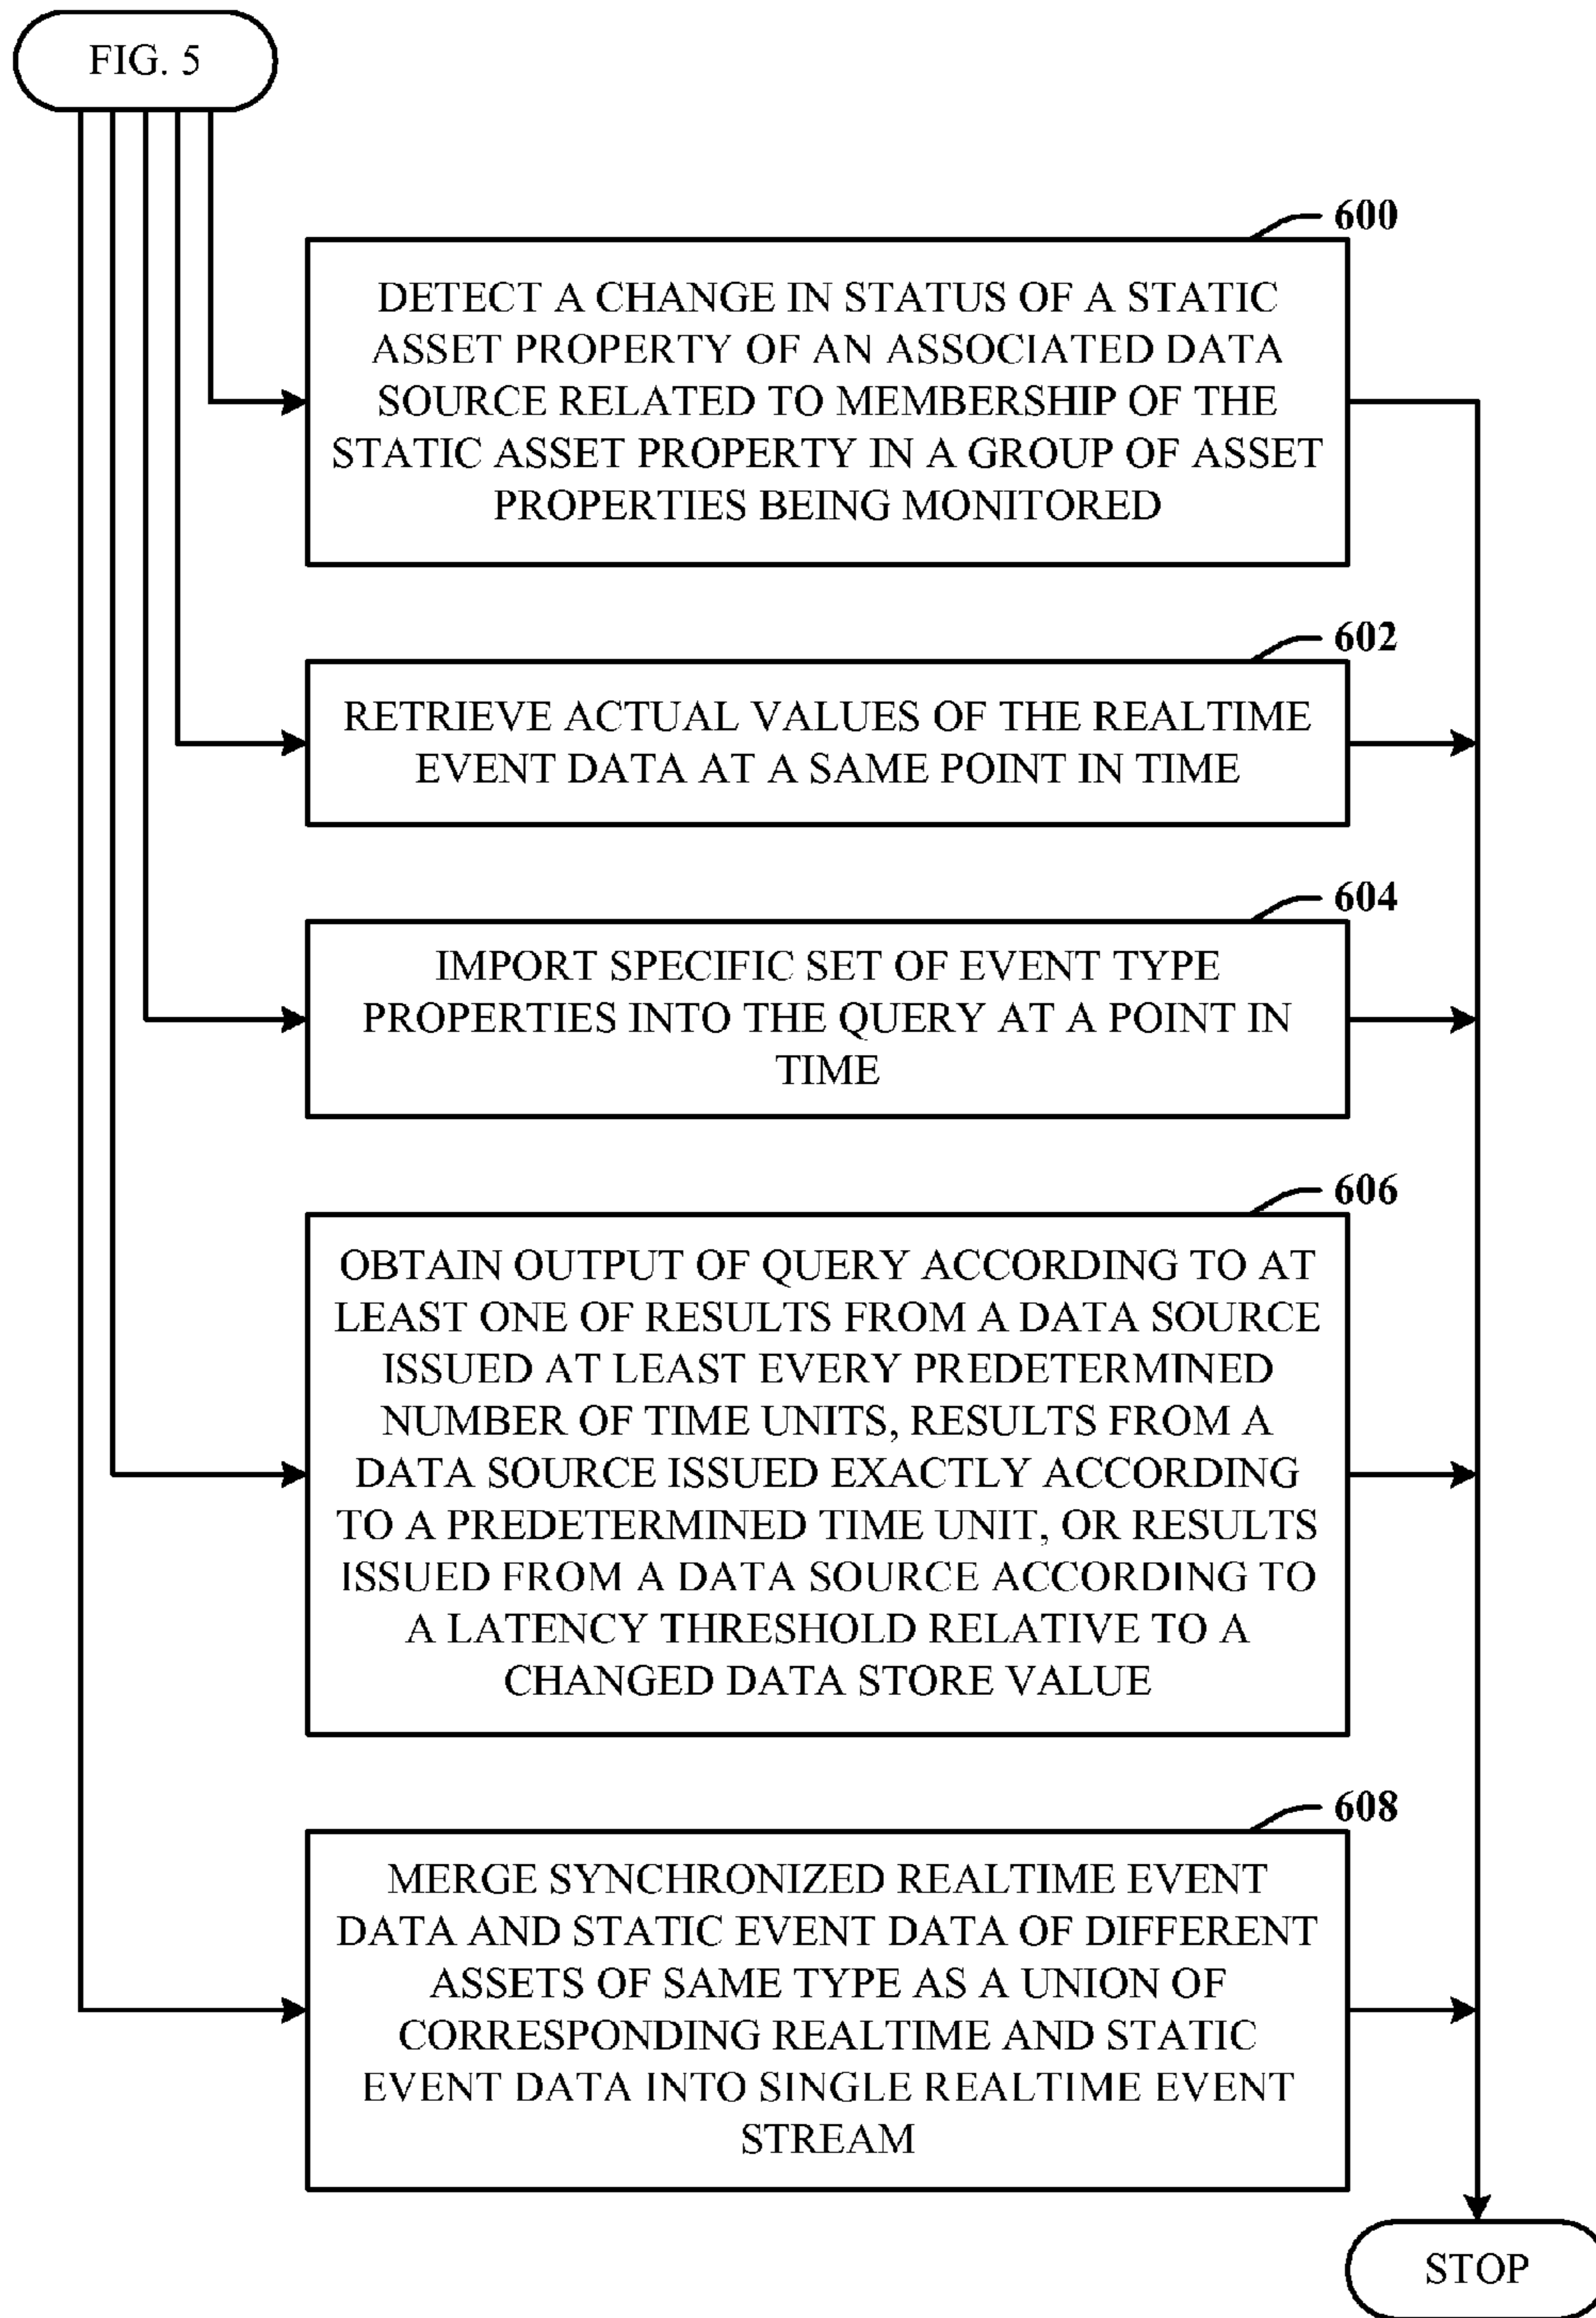 FIG. 5
600
DETECT A CHANGE IN STATUS OF A STATIC
ASSET PROPERTY OF AN ASSOCIATED DATA
SOURCE RELATED TO MEMBERSHIP OF THE
STATIC ASSET PROPERTY IN A GROUP OF ASSET
PROPERTIES BEING MONITORED
602
RETRIEVE ACTUAL VALUES OF THE REALTIME
EVENT DATA AT A SAME POINT IN TIME
604
IMPORT SPECIFIC SET OF EVENT TYPE
PROPERTIES INTO THE QUERY AT A POINT IN
TIME
606
OBTAIN OUTPUT OF QUERY ACCORDING TO AT
LEAST ONE OF RESULTS FROM A DATA SOURCE
ISSUED AT LEAST EVERY PREDETERMINED
NUMBER OF TIME UNITS, RESULTS FROM A
DATA SOURCE ISSUED EXACTLY ACCORDING
TO A PREDETERMINED TIME UNIT, OR RESULTS
ISSUED FROM A DATA SOURCE ACCORDING TO
A LATENCY THRESHOLD RELATIVE TO A
CHANGED DATA STORE VALUE
608
MERGE SYNCHRONIZED REALTIME EVENT
DATA AND STATIC EVENT DATA OF DIFFERENT
ASSETS OF SAME TYPE AS A UNION OF
CORRESPONDING REALTIME AND STATIC
EVENT DATA INTO SINGLE REALTIME EVENT
STREAM
STOP